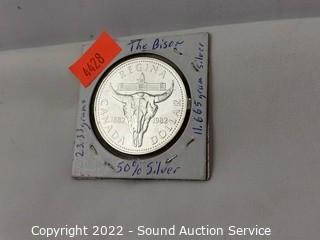 4428
The Bison
23.33 grams
11.665 gram silver
REGINA
CANADA
1882 1982
DOLLAR
50% Silver
Copyright 2022 - Sound Auction Service